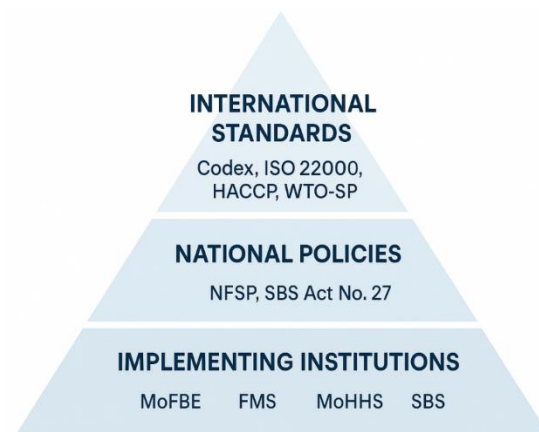 INTERNATIONAL
STANDARDS
Codex, ISO 22000,
HACCP, WTO-SP
NATIONAL POLICIES
NFSP, SBS Act No. 27
IMPLEMENTING INSTITUTIONS
MoFBE FMS MoHHS SBS